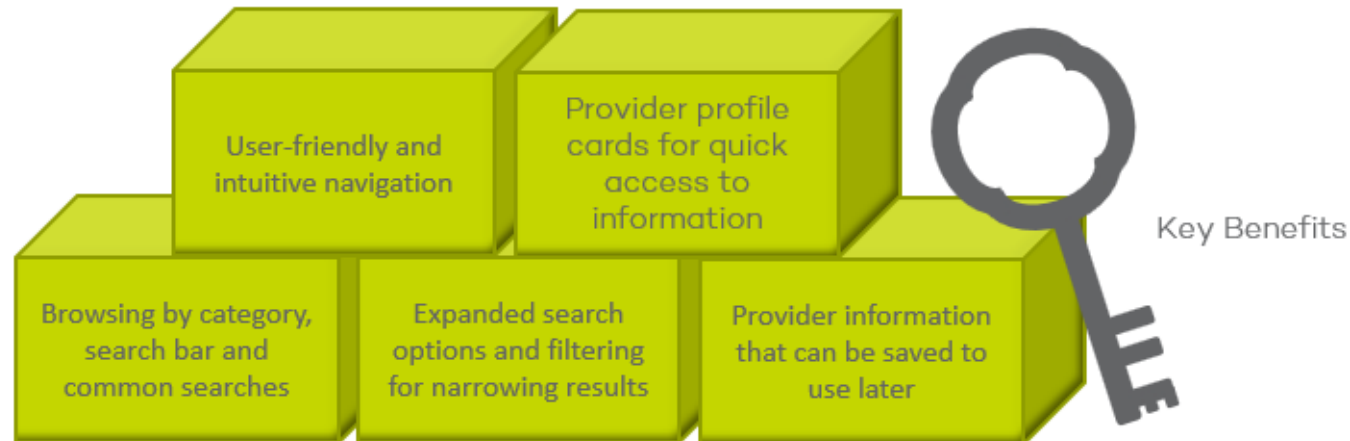 User-friendly and
intuitive navigation
Provider profile
cards for quick
access to
information
Key Benefits
Browsing by category,
search bar and
common searches
Expanded search
options and filtering
for narrowing results
Provider information
that can be saved to
use later